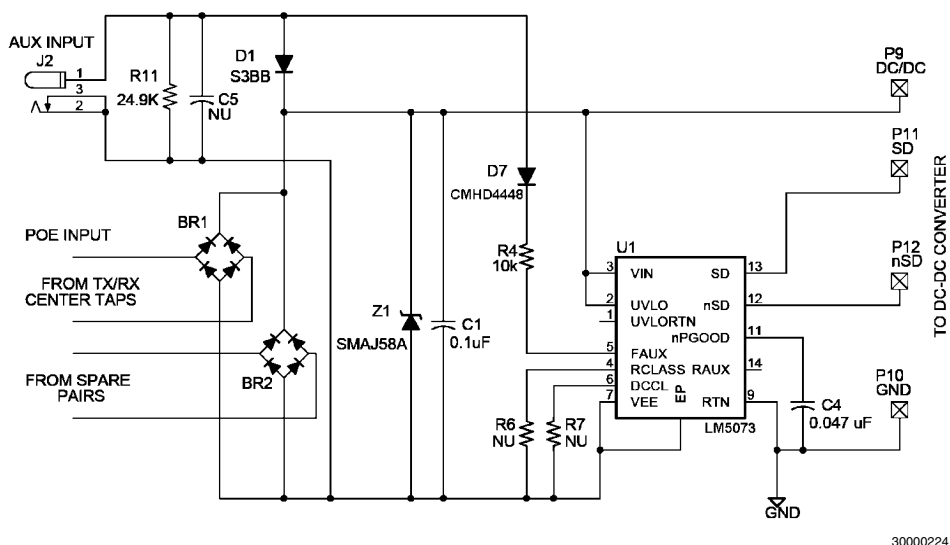 AUX INPUT
J2
1
3
2
R11
24.9K
C5
NU
D1
S3BB
P9
DC/DC
P11
SD
D7
CMHD4448
R4
10k
BR1
POE INPUT
FROM TX/RX
CENTER TAPS
BR2
FROM SPARE
PAIRS
Z1
SMAJ58A
C1
0.1uF
U1
3 VIN SD 13
2 UVLO nSD 12
1 UVLORTN
nPGOOD 11
5 FAUX
4 RCLASS RAUX 14
6 DCCL
7 VEE EP RTN 9
LM5073
P12
nSD
P10
GND
TO DC-DC CONVERTER
R6
NU
R7
NU
C4
0.047 uF
GND
30000224